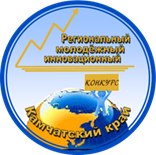 Региональный
молодёжный
инновационный
КОНКУРС
Камчатский край